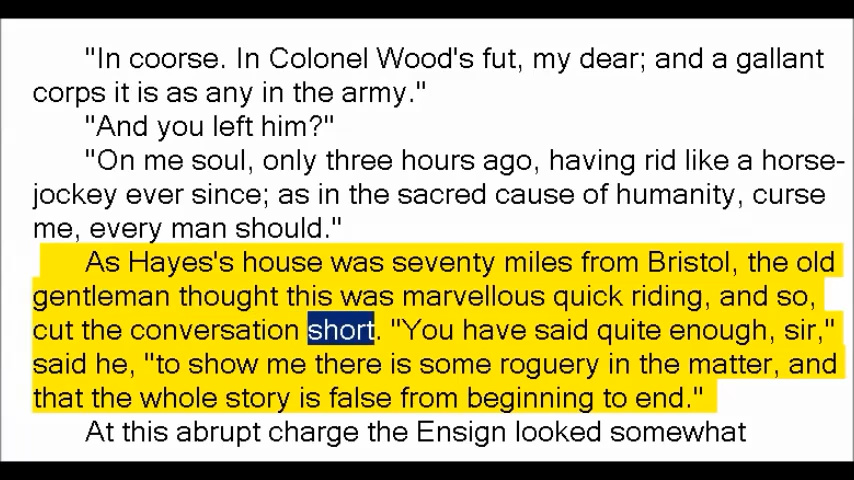 "In coorse. In Colonel Wood's fut, my dear; and a gallant
corps it is as any in the army."
"And you left him?"
"On me soul, only three hours ago, having rid like a horse-
jockey ever since; as in the sacred cause of humanity, curse
me, every man should."
As Hayes's house was seventy miles from Bristol, the old
gentleman thought this was marvellous quick riding, and so,
cut the conversation short. "You have said quite enough, sir,"
said he, "to show me there is some roguery in the matter, and
that the whole story is false from beginning to end."
At this abrupt charge the Ensign looked somewhat